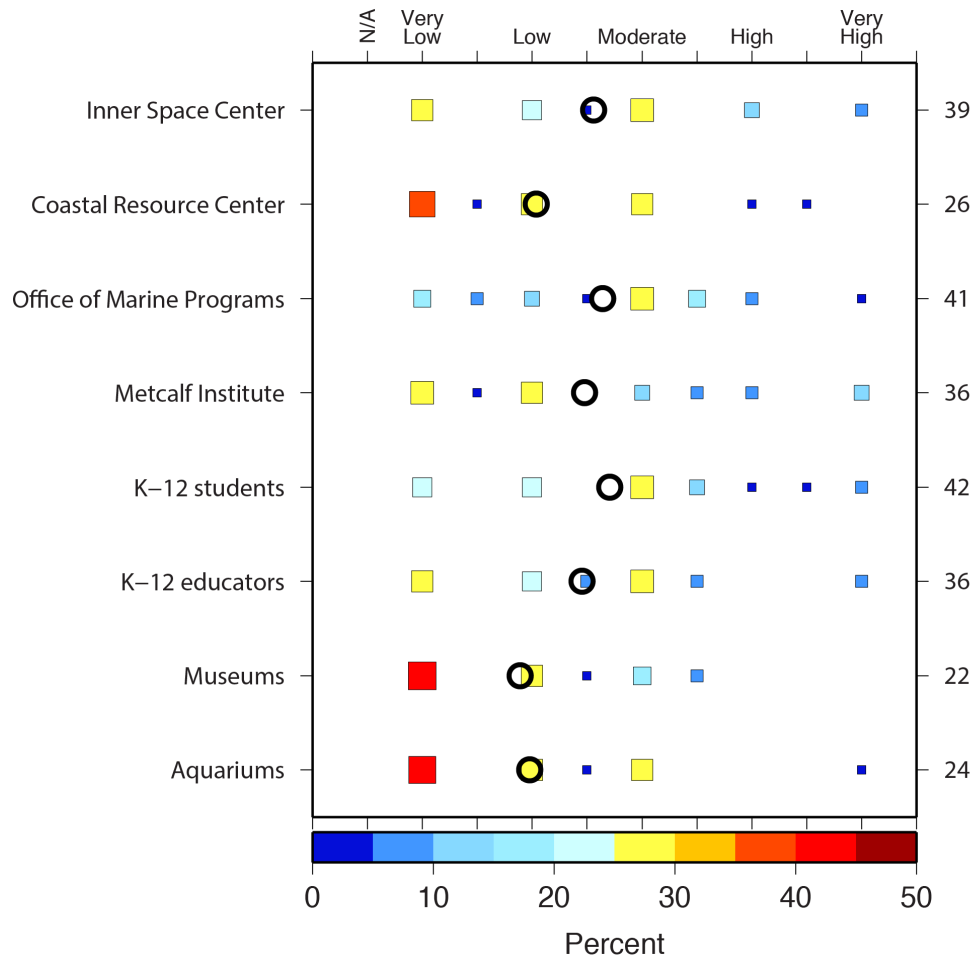 N/A
Very
Low
Low
Moderate
High
Very
High
Inner Space Center 39
Coastal Resource Center 26
Office of Marine Programs 41
Metcalf Institute 36
K−12 students 42
K−12 educators 36
Museums 22
Aquariums 24
0 10 20 30 40 50
Percent